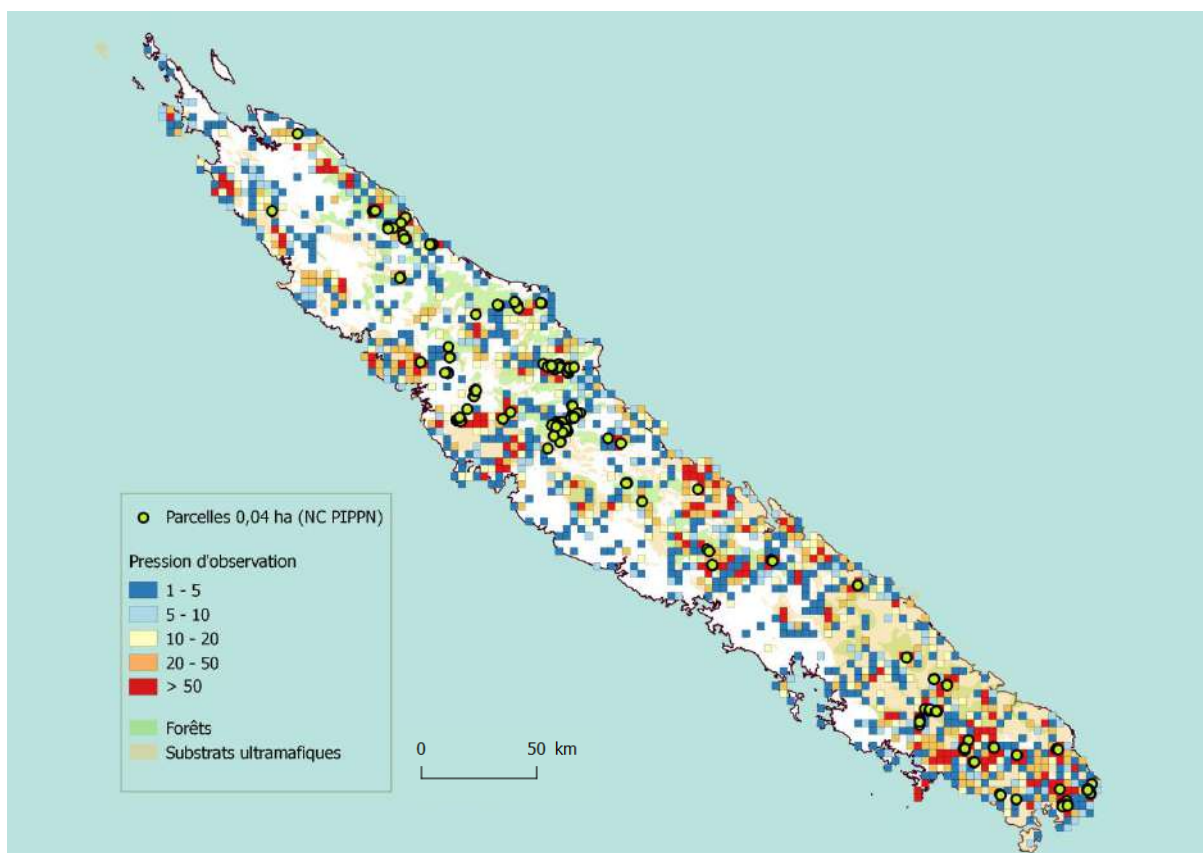 Parcelles 0,04 ha (NC PIPPN)
Pression d'observation
1 - 5
5 - 10
10 - 20
20 - 50
> 50
Forêts
Substrats ultramafiques
0 50 km